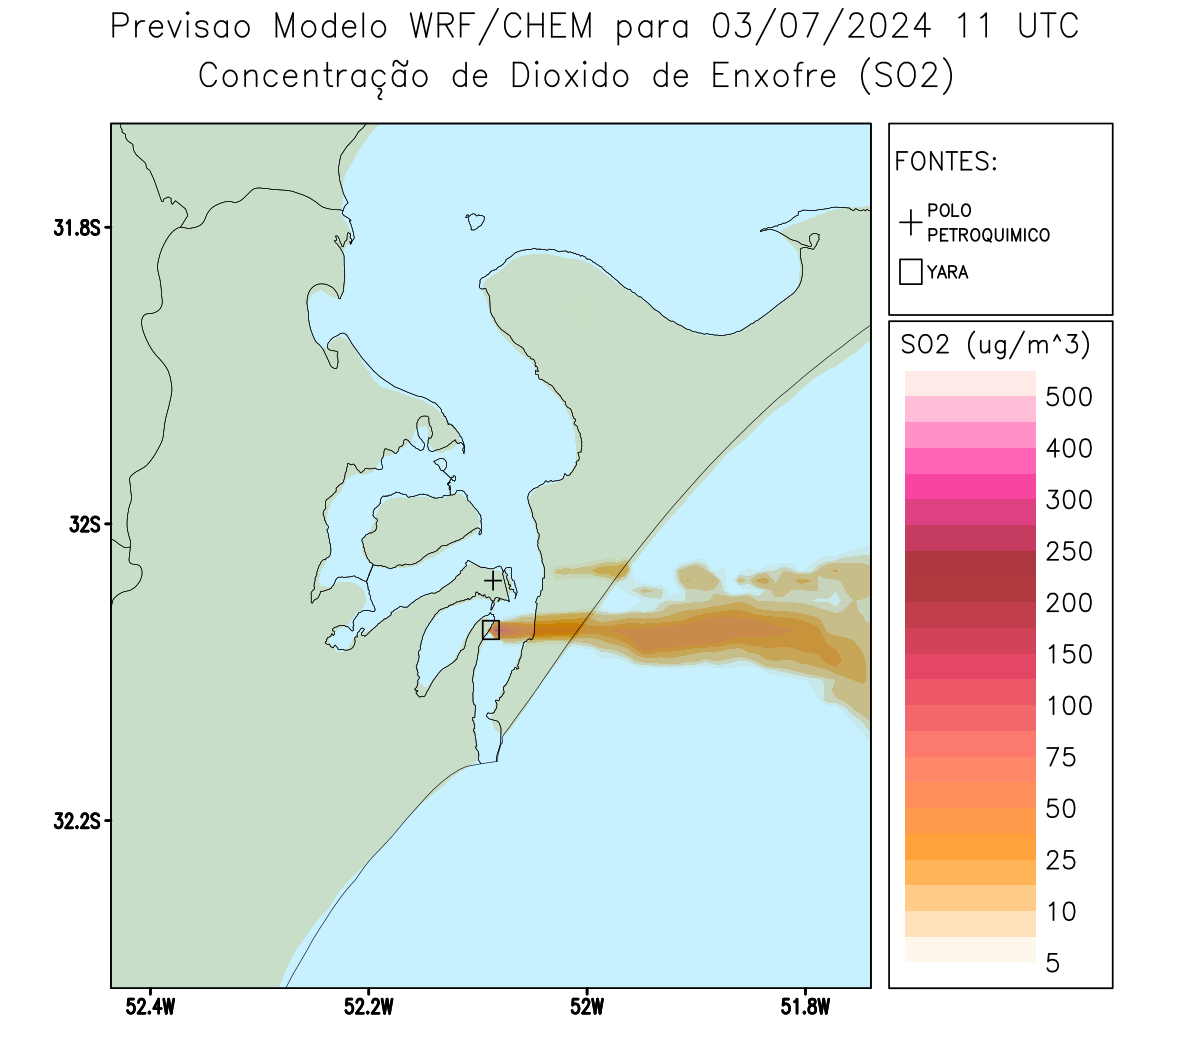 Previsao Modelo WRF/CHEM para 03/07/2024 11 UTC
Concentração de Dioxido de Enxofre (SO2)
31.8S
32S
32.2S
52.4W
52.2W
52W
51.8W
FONTES:
POLO
PETROQUIMICO
YARA
SO2 (ug/m^3)
500
400
300
250
200
150
100
75
50
25
10
5